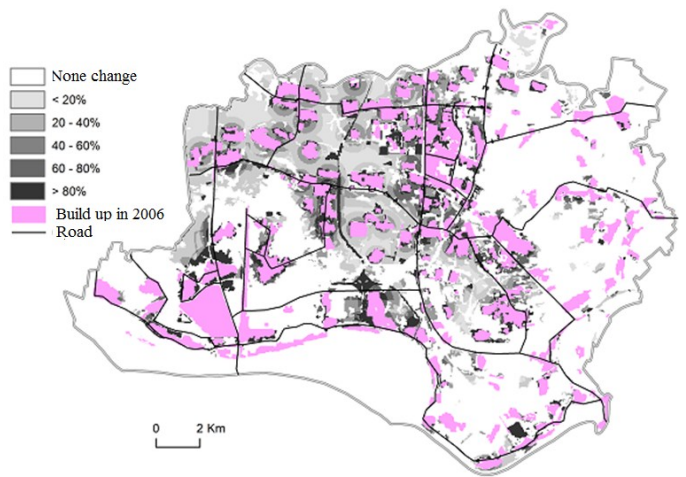 None change
< 20%
20 - 40%
40 - 60%
60 - 80%
> 80%
Build up in 2006
Road
0 2 Km